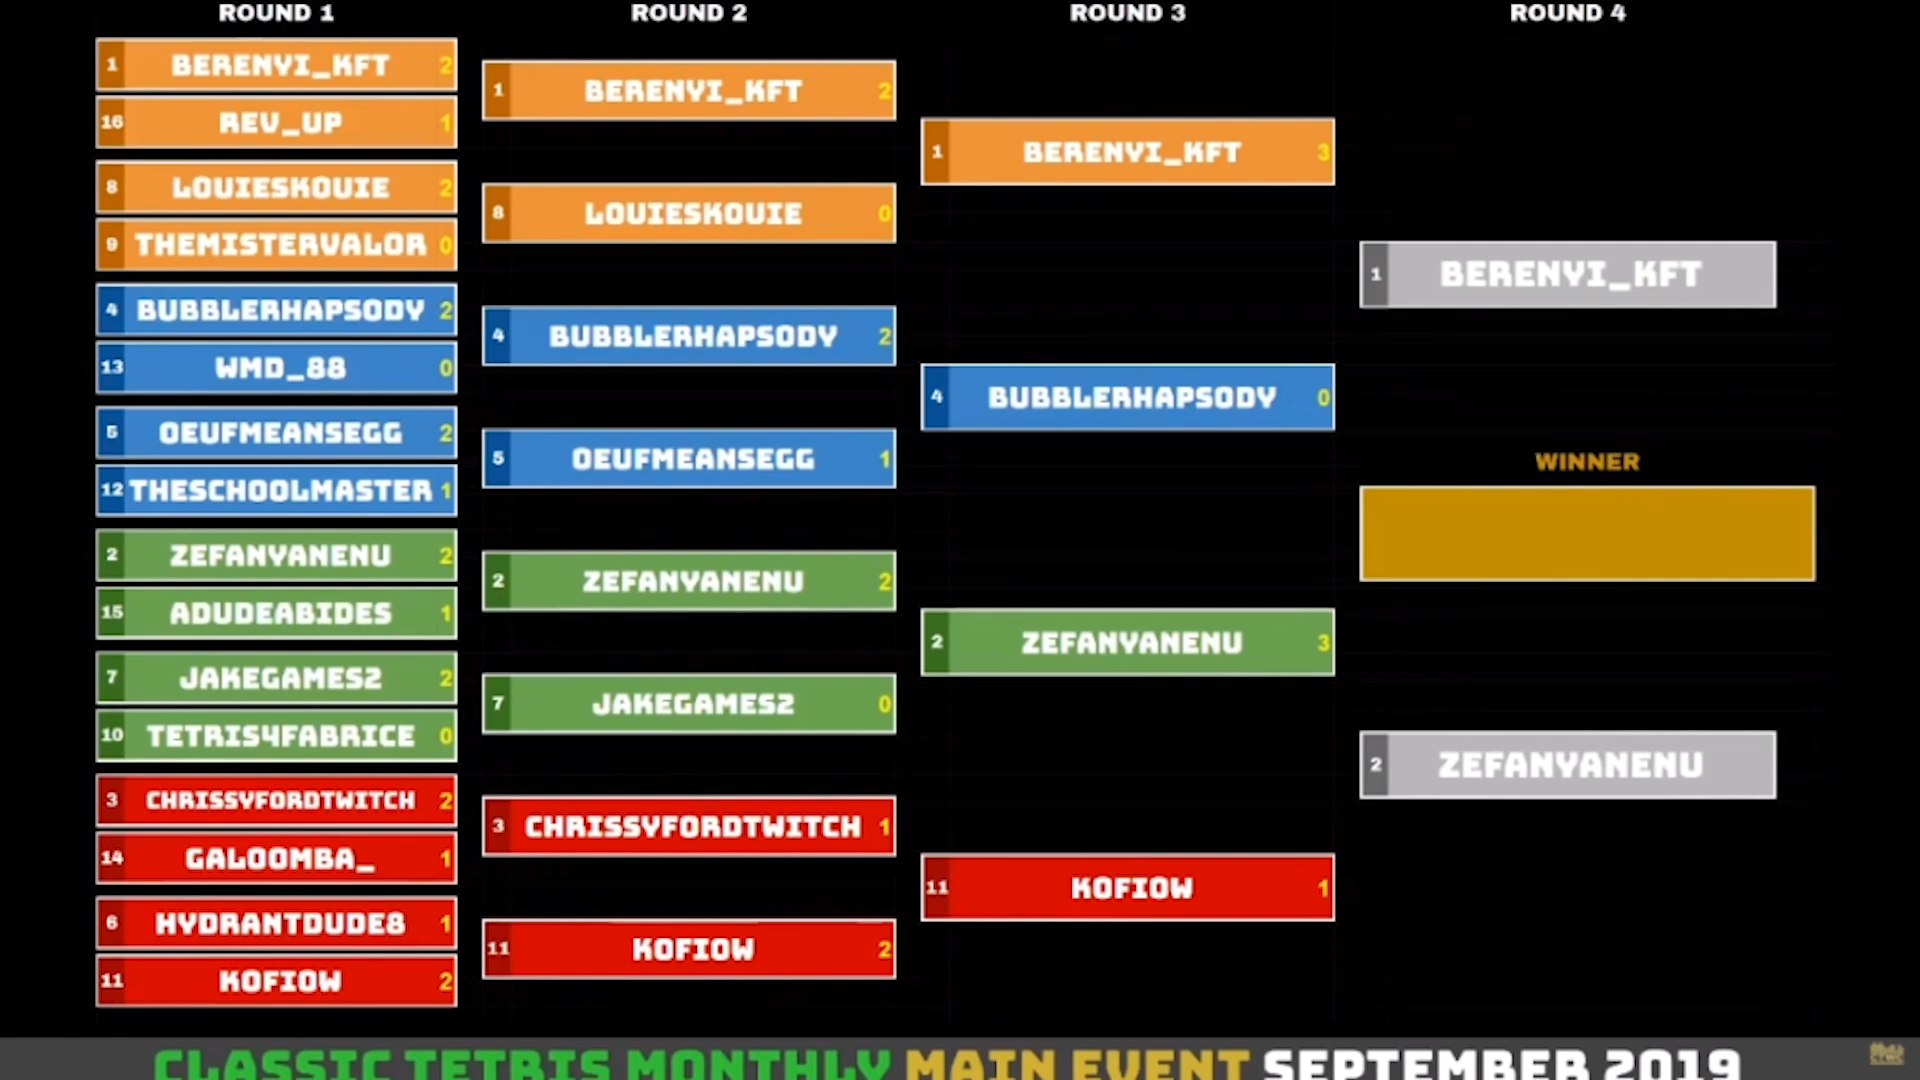 ROUND 1
ROUND 2
ROUND 3
ROUND 4
1 BERENYI_KFT 2
16 REV_UP 1
8 LOUIESKOUIE 2
9 THEMISTERVALOR 0
4 BUBBLERHAPSODY 2
13 WMD_88 0
5 OEUFMEANSEGG 2
12 THESCHOOLMASTER 1
2 ZEFANYANENU 2
15 ADUDEABIDES 1
7 JAKEGAMES2 2
10 TETRIS4FABRICE 0
3 CHRISSYFORDTWITCH 2
14 GALOOMBA_ 1
6 HYDRANTDUDE8 1
11 KOFIOW 2
1 BERENYI_KFT 2
8 LOUIESKOUIE 0
4 BUBBLERHAPSODY 2
5 OEUFMEANSEGG 1
2 ZEFANYANENU 2
7 JAKEGAMES2 0
3 CHRISSYFORDTWITCH 1
11 KOFIOW 2
1 BERENYI_KFT 3
4 BUBBLERHAPSODY 0
2 ZEFANYANENU 3
11 KOFIOW 1
1 BERENYI_KFT
WINNER
2 ZEFANYANENU
CLASSIC TETRIS MONTHLY MAIN EVENT SEPTEMBER 2019